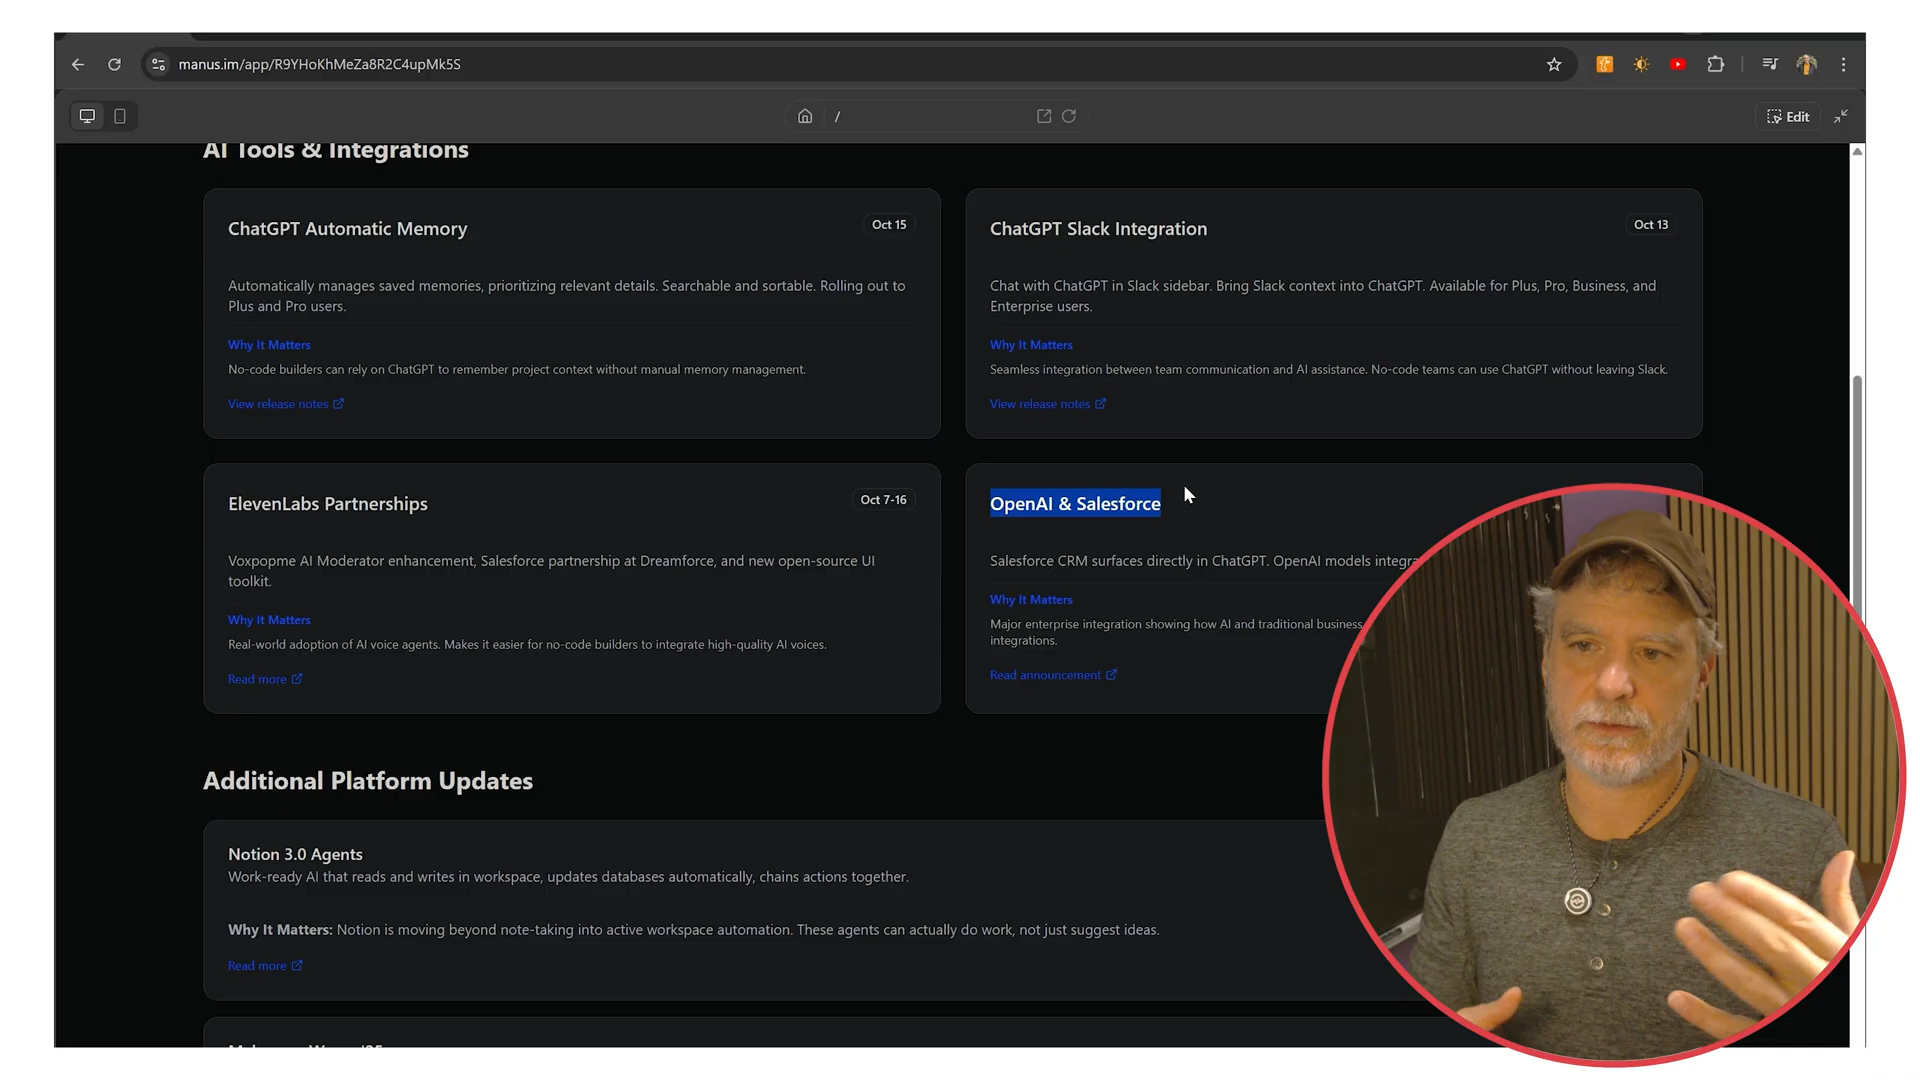 manus.im/app/R9YHoKhMeZa8R2C4upMk5S
/
Edit
AI Tools & Integrations
ChatGPT Automatic Memory
Oct 15
Automatically manages saved memories, prioritizing relevant details. Searchable and sortable. Rolling out to
Plus and Pro users.
Why It Matters
No-code builders can rely on ChatGPT to remember project context without manual memory management.
View release notes
ChatGPT Slack Integration
Oct 13
Chat with ChatGPT in Slack sidebar. Bring Slack context into ChatGPT. Available for Plus, Pro, Business, and
Enterprise users.
Why It Matters
Seamless integration between team communication and AI assistance. No-code teams can use ChatGPT without leaving Slack.
View release notes
ElevenLabs Partnerships
Oct 7-16
Voxpopme AI Moderator enhancement, Salesforce partnership at Dreamforce, and new open-source UI
toolkit.
Why It Matters
Real-world adoption of AI voice agents. Makes it easier for no-code builders to integrate high-quality AI voices.
Read more
OpenAI & Salesforce
Salesforce CRM surfaces directly in ChatGPT. OpenAI models integra
Why It Matters
Major enterprise integration showing how AI and traditional business
integrations.
Read announcement
Additional Platform Updates
Notion 3.0 Agents
Work-ready AI that reads and writes in workspace, updates databases automatically, chains actions together.
Why It Matters: Notion is moving beyond note-taking into active workspace automation. These agents can actually do work, not just suggest ideas.
Read more